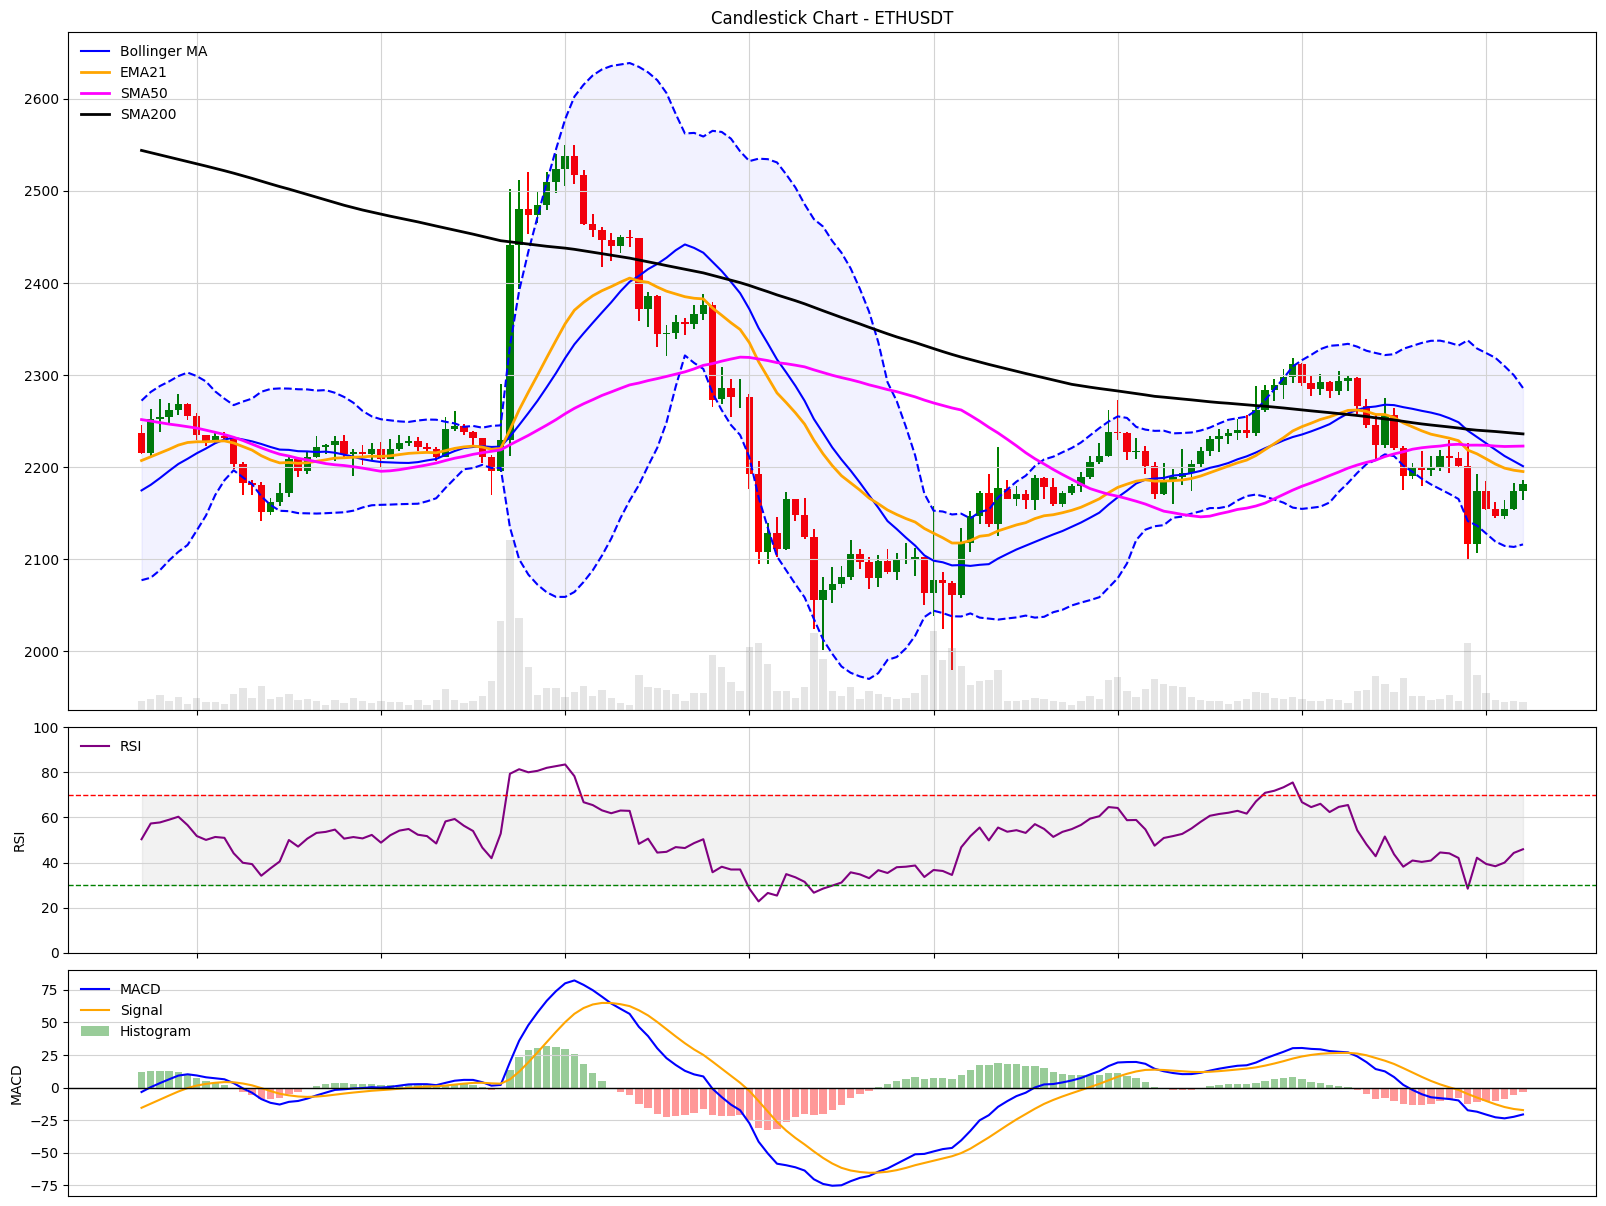 Candlestick Chart - ETHUSDT
Bollinger MA
EMA21
SMA50
SMA200
2600
2500
2400
2300
2200
2100
2000
RSI
100
80
60
40
20
0
RSI
MACD
Signal
Histogram
75
50
25
0
−25
−50
−75
MACD